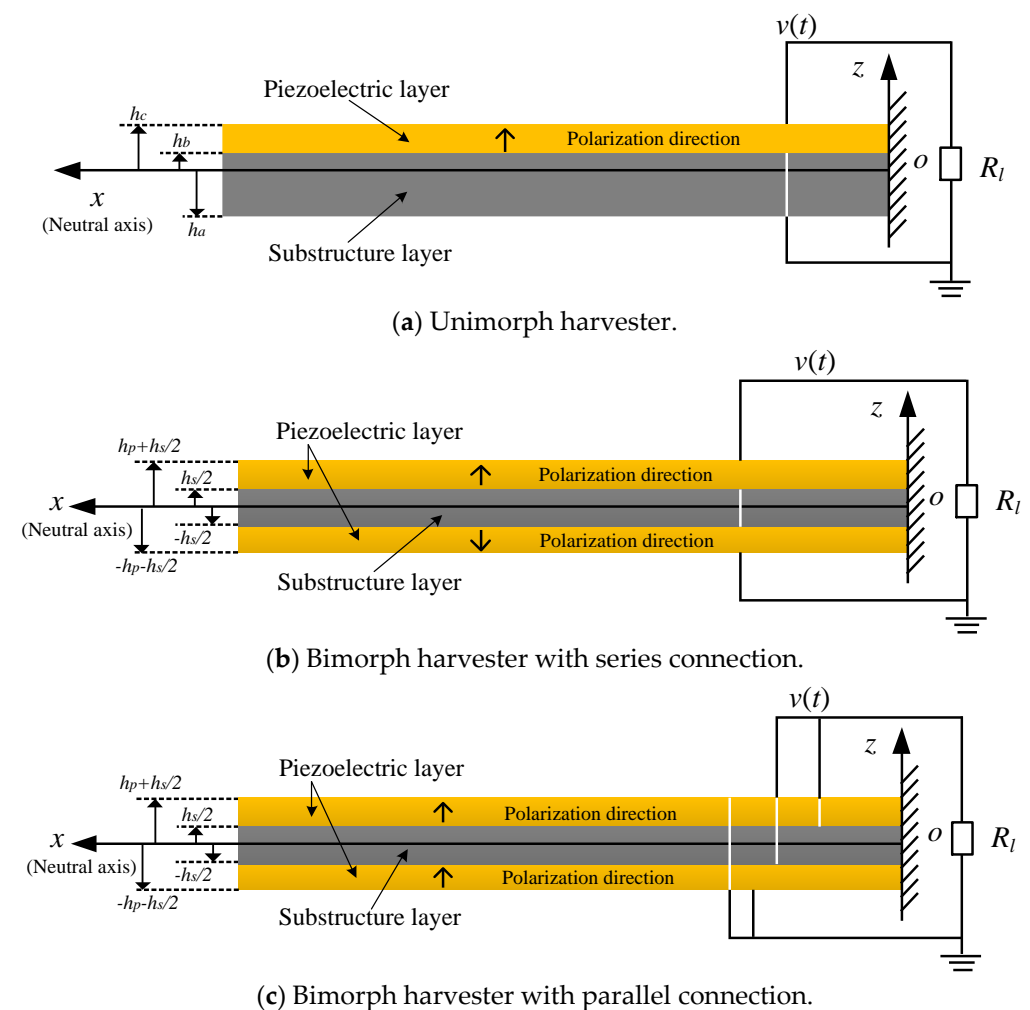 v(t)
z
Piezoelectric layer
hc
Polarization direction
hb
o
Rl
x
(Neutral axis)
ha
Substructure layer
(a) Unimorph harvester.
v(t)
z
Piezoelectric layer
hp+hs/2
Polarization direction
hs/2
x
o
Rl
(Neutral axis)
-hs/2
Polarization direction
-hp-hs/2
Substructure layer
(b) Bimorph harvester with series connection.
v(t)
z
Piezoelectric layer
hp+hs/2
Polarization direction
hs/2
x
o
Rl
(Neutral axis)
-hs/2
Polarization direction
-hp-hs/2
Substructure layer
(c) Bimorph harvester with parallel connection.